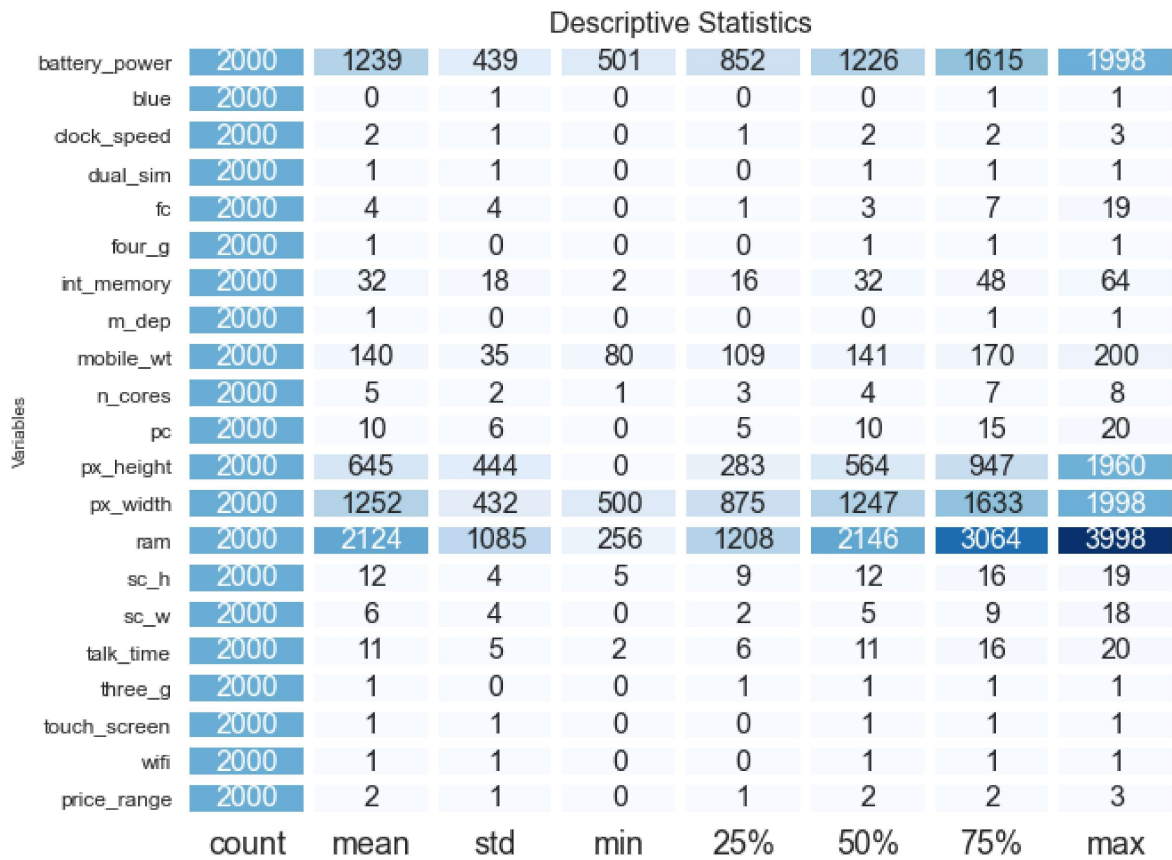 Descriptive Statistics
battery_power 2000 1239 439 501 852 1226 1615 1998
blue 2000 0 1 0 0 0 1 1
clock_speed 2000 2 1 0 1 2 2 3
dual_sim 2000 1 1 0 0 1 1 1
fc 2000 4 4 0 1 3 7 19
four_g 2000 1 0 0 0 1 1 1
int_memory 2000 32 18 2 16 32 48 64
m_dep 2000 1 0 0 0 0 1 1
mobile_wt 2000 140 35 80 109 141 170 200
n_cores 2000 5 2 1 3 4 7 8
Variables
pc 2000 10 6 0 5 10 15 20
px_height 2000 645 444 0 283 564 947 1960
px_width 2000 1252 432 500 875 1247 1633 1998
ram 2000 2124 1085 256 1208 2146 3064 3998
sc_h 2000 12 4 5 9 12 16 19
sc_w 2000 6 4 0 2 5 9 18
talk_time 2000 11 5 2 6 11 16 20
three_g 2000 1 0 0 1 1 1 1
touch_screen 2000 1 1 0 0 1 1 1
wifi 2000 1 1 0 0 1 1 1
price_range 2000 2 1 0 1 2 2 3
count mean std min 25% 50% 75% max